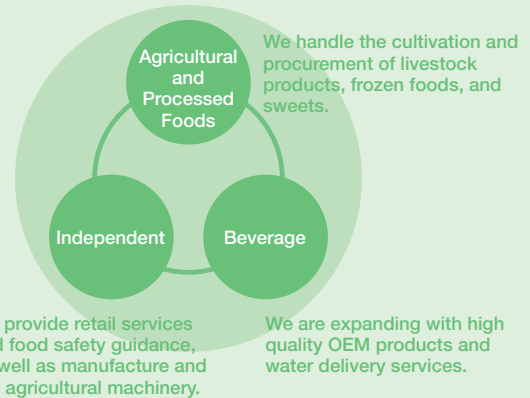 Agricultural
and
Processed
Foods
We handle the cultivation and
procurement of livestock
products, frozen foods, and
sweets.
Independent
Beverage
provide retail services
food safety guidance,
well as manufacture and
agricultural machinery.
We are expanding with high
quality OEM products and
water delivery services.